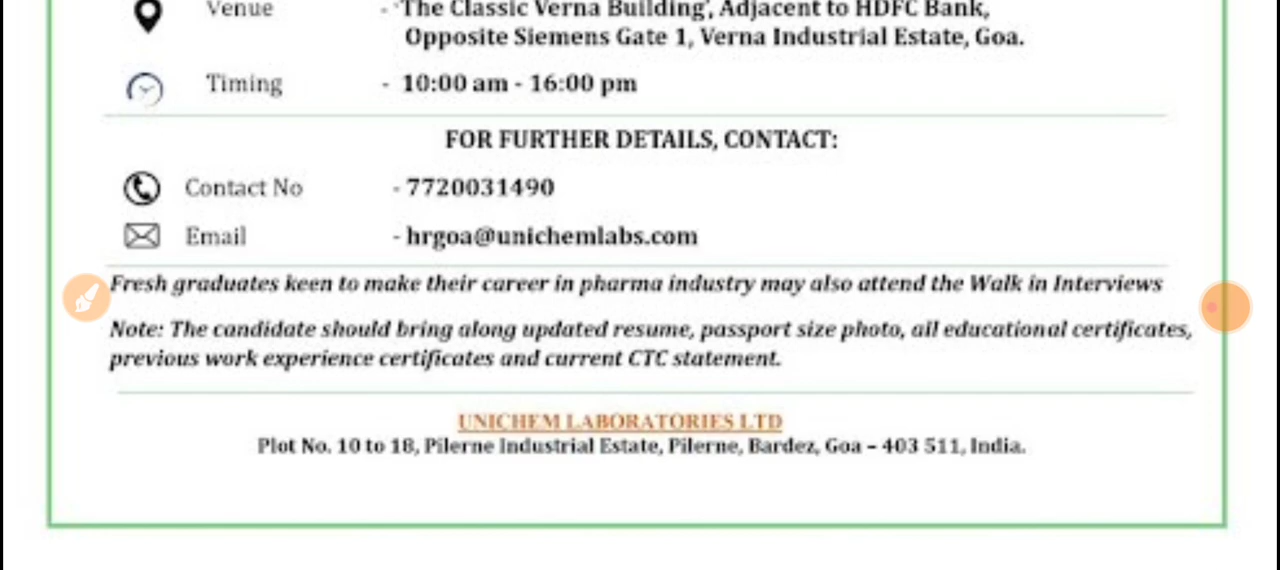 Venue - 'The Classic Verna Building', Adjacent to HDFC Bank,
Opposite Siemens Gate 1, Verna Industrial Estate, Goa.
Timing - 10:00 am - 16:00 pm
FOR FURTHER DETAILS, CONTACT:
Contact No - 7720031490
Email - hrgoa@unichemlabs.com
Fresh graduates keen to make their career in pharma industry may also attend the Walk in Interviews
Note: The candidate should bring along updated resume, passport size photo, all educational certificates,
previous work experience certificates and current CTC statement.
UNICHEM LABORATORIES LTD
Plot No. 10 to 18, Pilerne Industrial Estate, Pilerne, Bardez, Goa – 403 511, India.